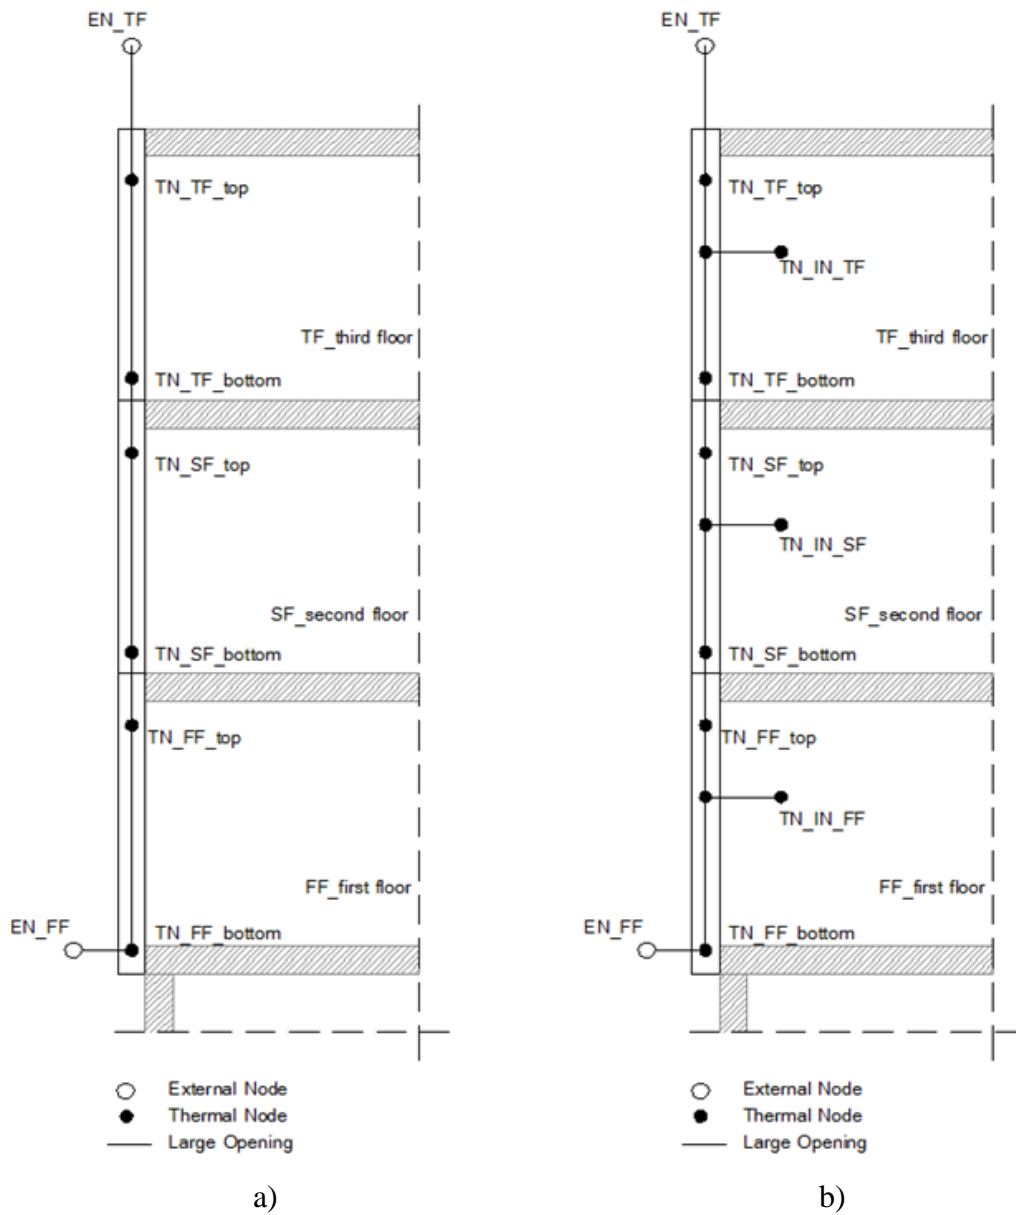 EN_TF
TN_TF_top
TF_third floor
TN_TF_bottom
TN_SF_top
SF_second floor
TN_SF_bottom
TN_FF_top
FF_first floor
EN_FF
TN_FF_bottom
External Node
Thermal Node
Large Opening
a)
EN_TF
TN_TF_top
TN_IN_TF
TF_third floor
TN_TF_bottom
TN_SF_top
TN_IN_SF
SF_second floor
TN_SF_bottom
TN_FF_top
TN_IN_FF
FF_first floor
EN_FF
TN_FF_bottom
External Node
Thermal Node
Large Opening
b)